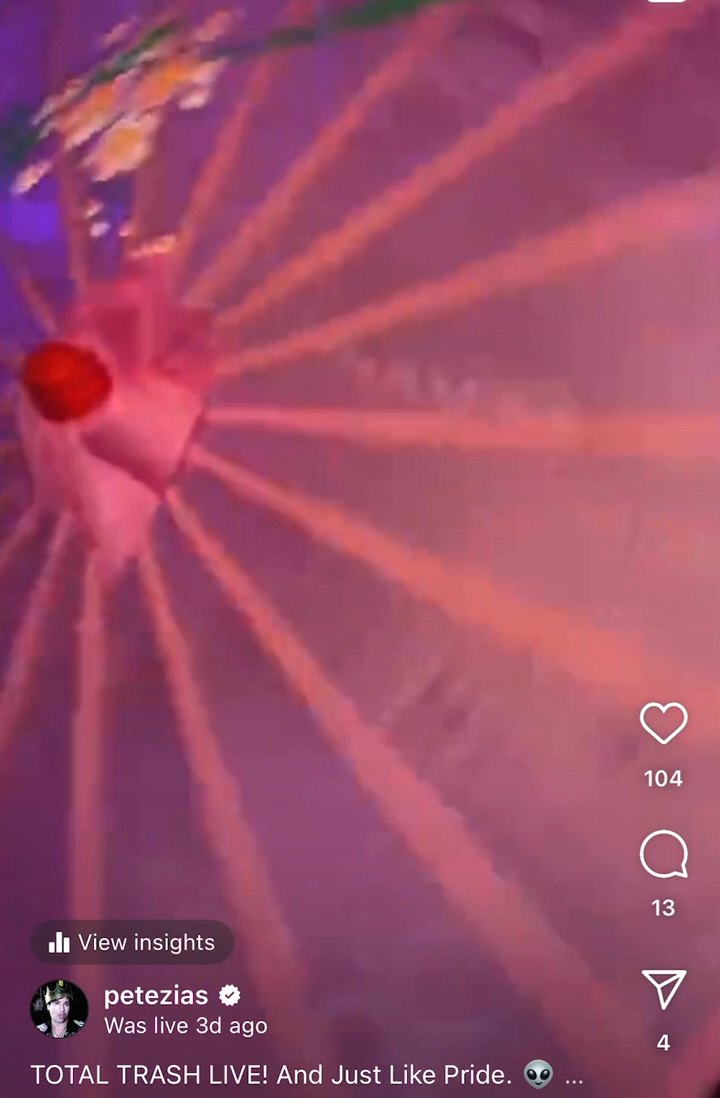 104
13
View insights
petezias
Was live 3d ago
4
TOTAL TRASH LIVE! And Just Like Pride. 👽 ...